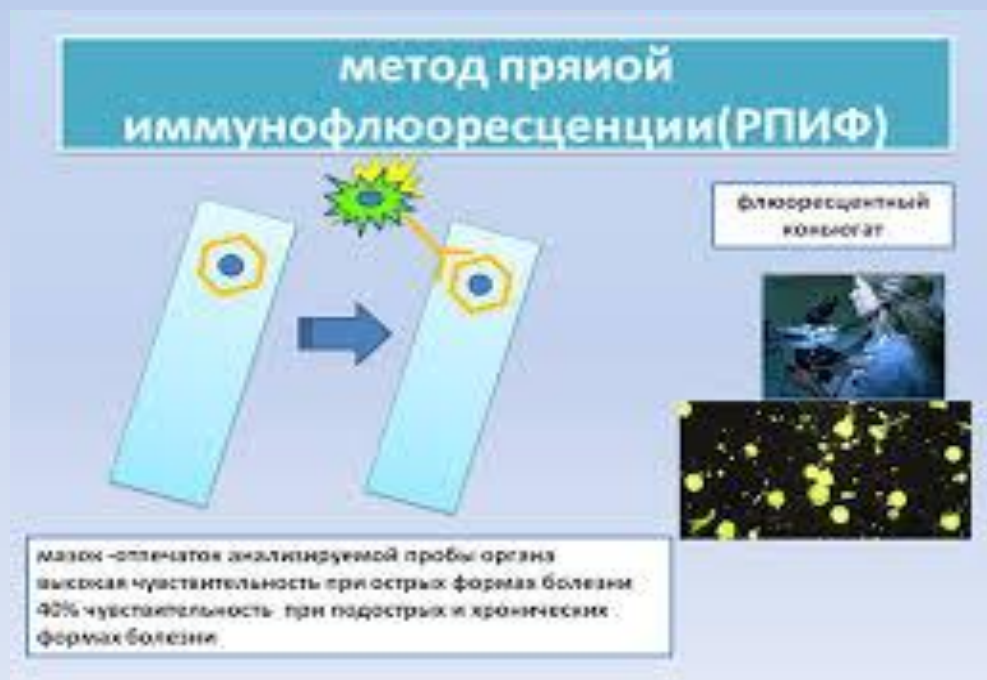 метод пряиой
иммунофлюоресценции(РПИФ)
флюоресцентный
коньюгат
мазок -отпечаток анализируемой пробы органа
высокая чувствительность при острых формах болезни
40% чувствительность при подострых и хронических
формах болезни